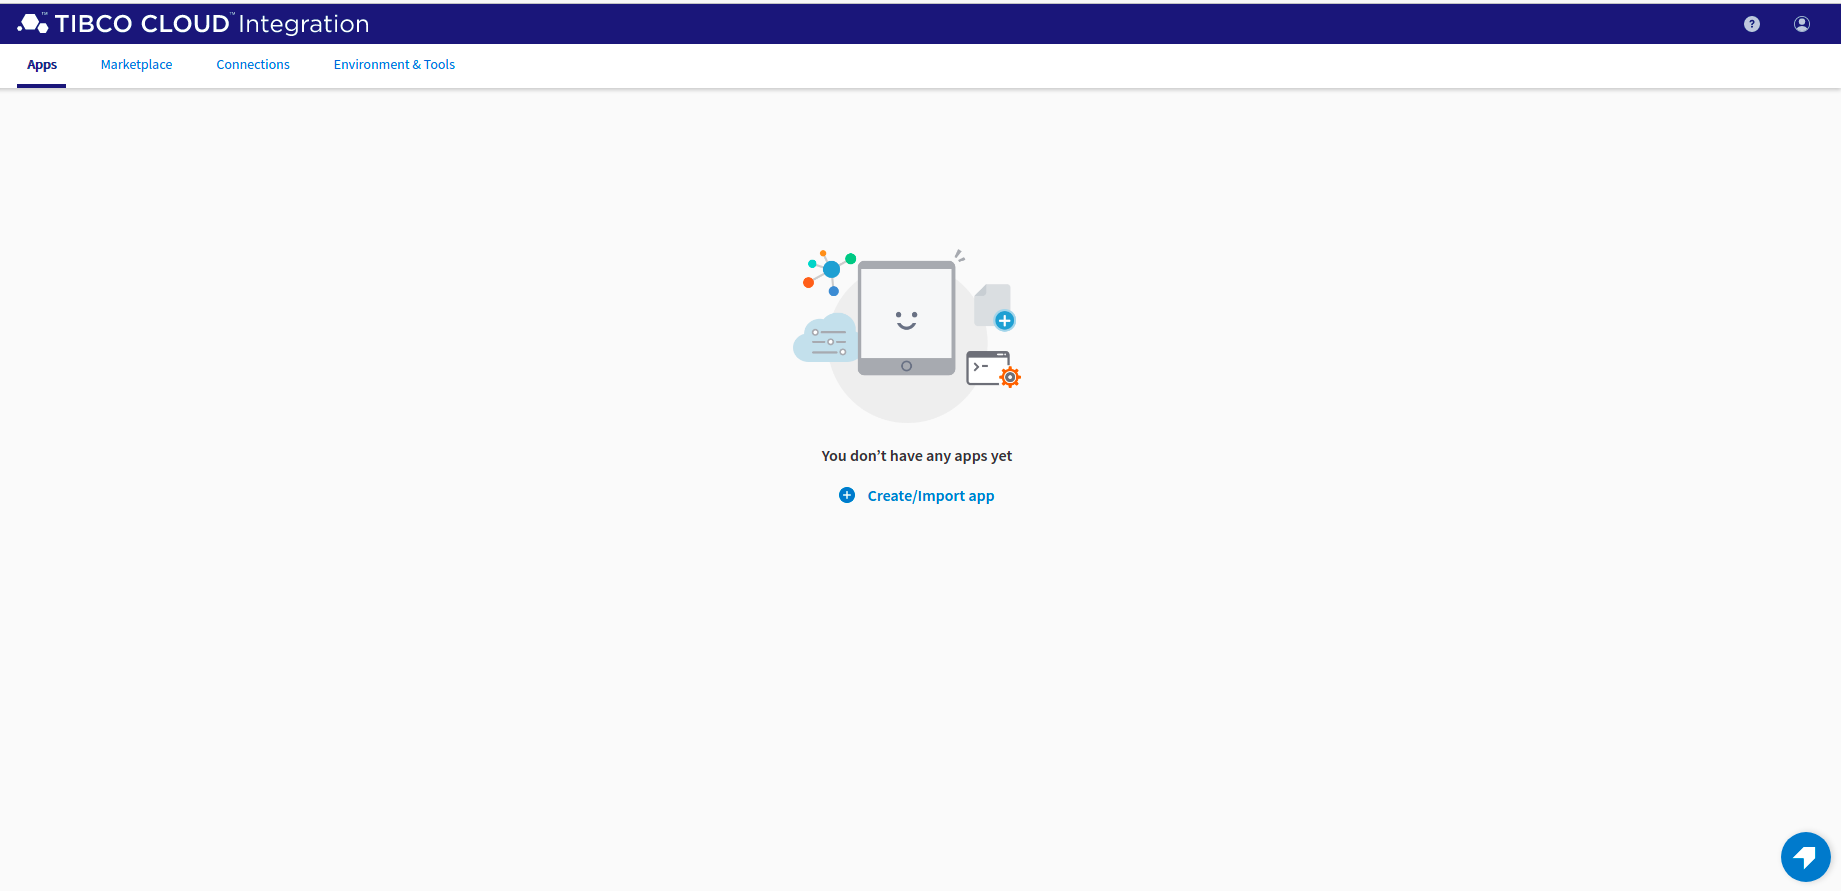 TIBCO CLOUD™ Integration
?
Apps Marketplace Connections Environment & Tools
You don’t have any apps yet
Create/Import app